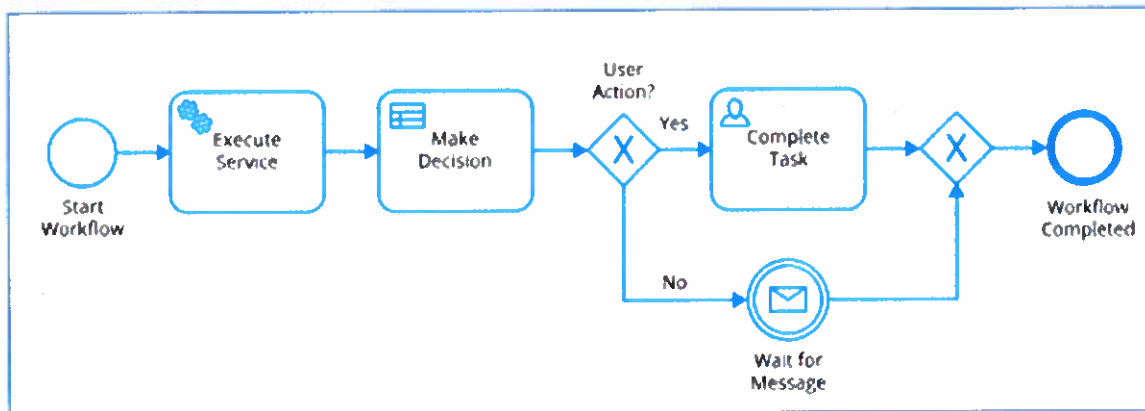 User
Action?
Execute
Service
Make
Decision
Yes
Complete
Task
Start
Workflow
Workflow
Completed
No
Wait for
Message